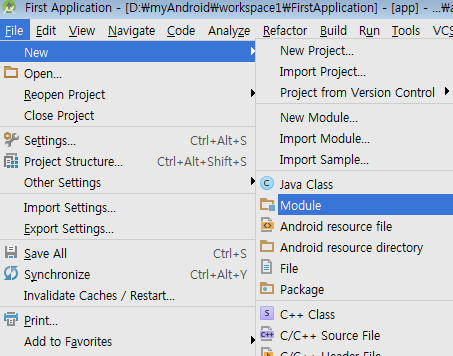 First Application - [D:₩myAndroid₩workspace1₩FirstApplication] - [app] - ...₩a
File Edit View Navigate Code Analyze Refactor Build Run Tools VCS
New
Open...
Reopen Project
Close Project
Settings... Ctrl+Alt+S
Project Structure... Ctrl+Alt+Shift+S
Other Settings
Import Settings...
Export Settings...
Save All Ctrl+S
Synchronize Ctrl+Alt+Y
Invalidate Caches / Restart...
Print...
Add to Favorites
New Project...
Import Project...
Project from Version Control
New Module...
Import Module...
Import Sample...
Java Class
Module
Android resource file
Android resource directory
File
Package
C++ Class
C/C++ Source File
C/C++ Header File